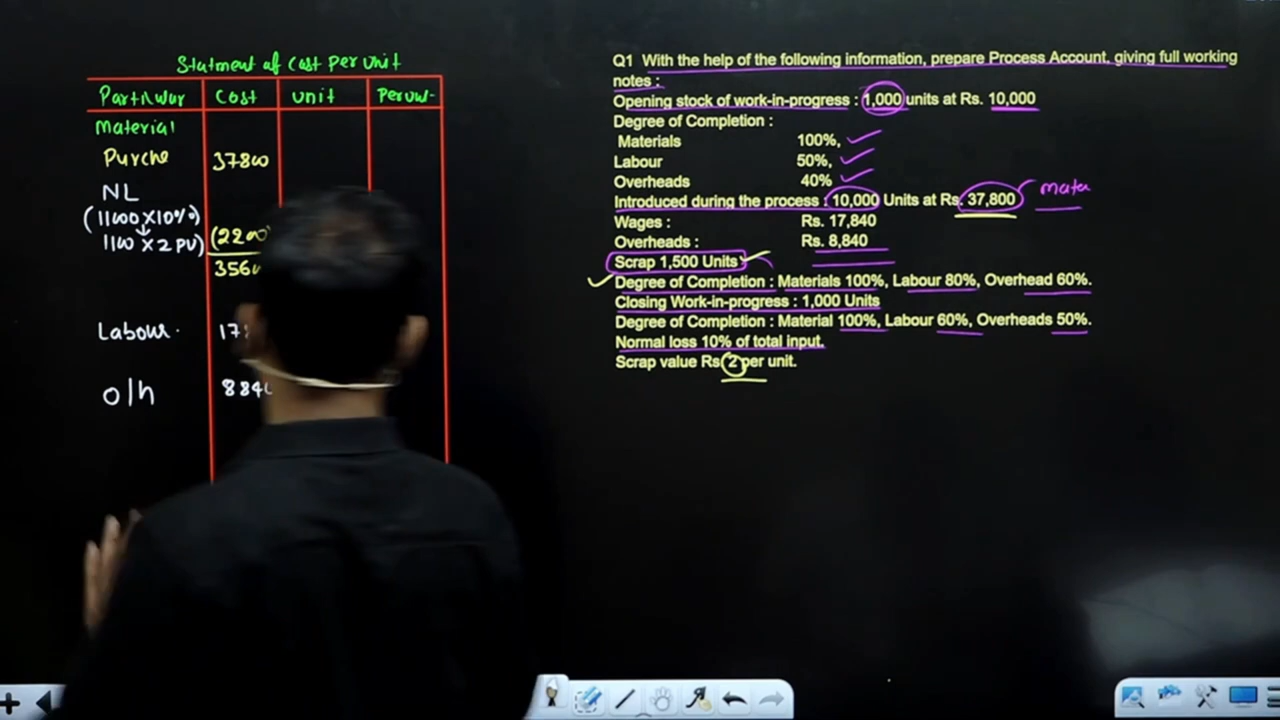 Statment of Cost Per Unit
Particular Cost unit Perunit
Material
Purche 37800
NL
(11000 X 10%)
1100 X 2 PU) (2200
Labour.
o/h
Q1 With the help of the following information, prepare Process Account, giving full working
notes :
Opening stock of work-in-progress : 1,000 units at Rs. 10,000
Degree of Completion :
Materials 100%,
Labour 50%,
Overheads 40%
Introduced during the process : 10,000 Units at Rs. 37,800 mate
Wages : Rs. 17,840
Overheads : Rs. 8,840
Scrap 1,500 Units
Degree of Completion : Materials 100%, Labour 80%, Overhead 60%.
Closing Work-in-progress : 1,000 Units
Degree of Completion : Material 100%, Labour 60%, Overheads 50%.
Normal loss 10% of total input.
Scrap value Rs 2 per unit.